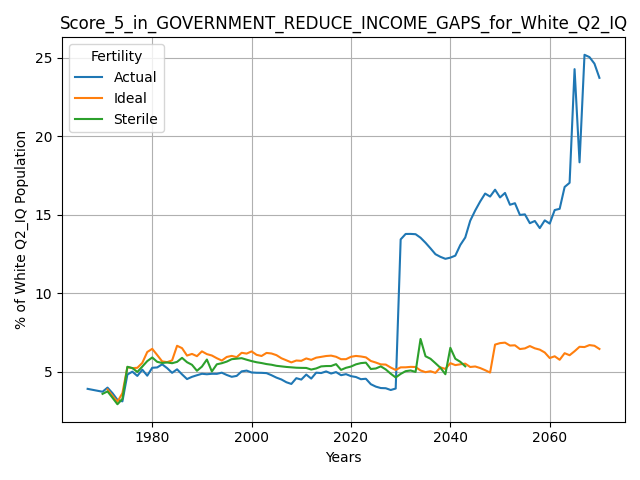 Score_5_in_GOVERNMENT_REDUCE_INCOME_GAPS_for_White_Q2_IQ
Fertility
Actual
Ideal
Sterile
% of White Q2_IQ Population
25
20
15
10
5
1980
2000
2020
2040
2060
Years